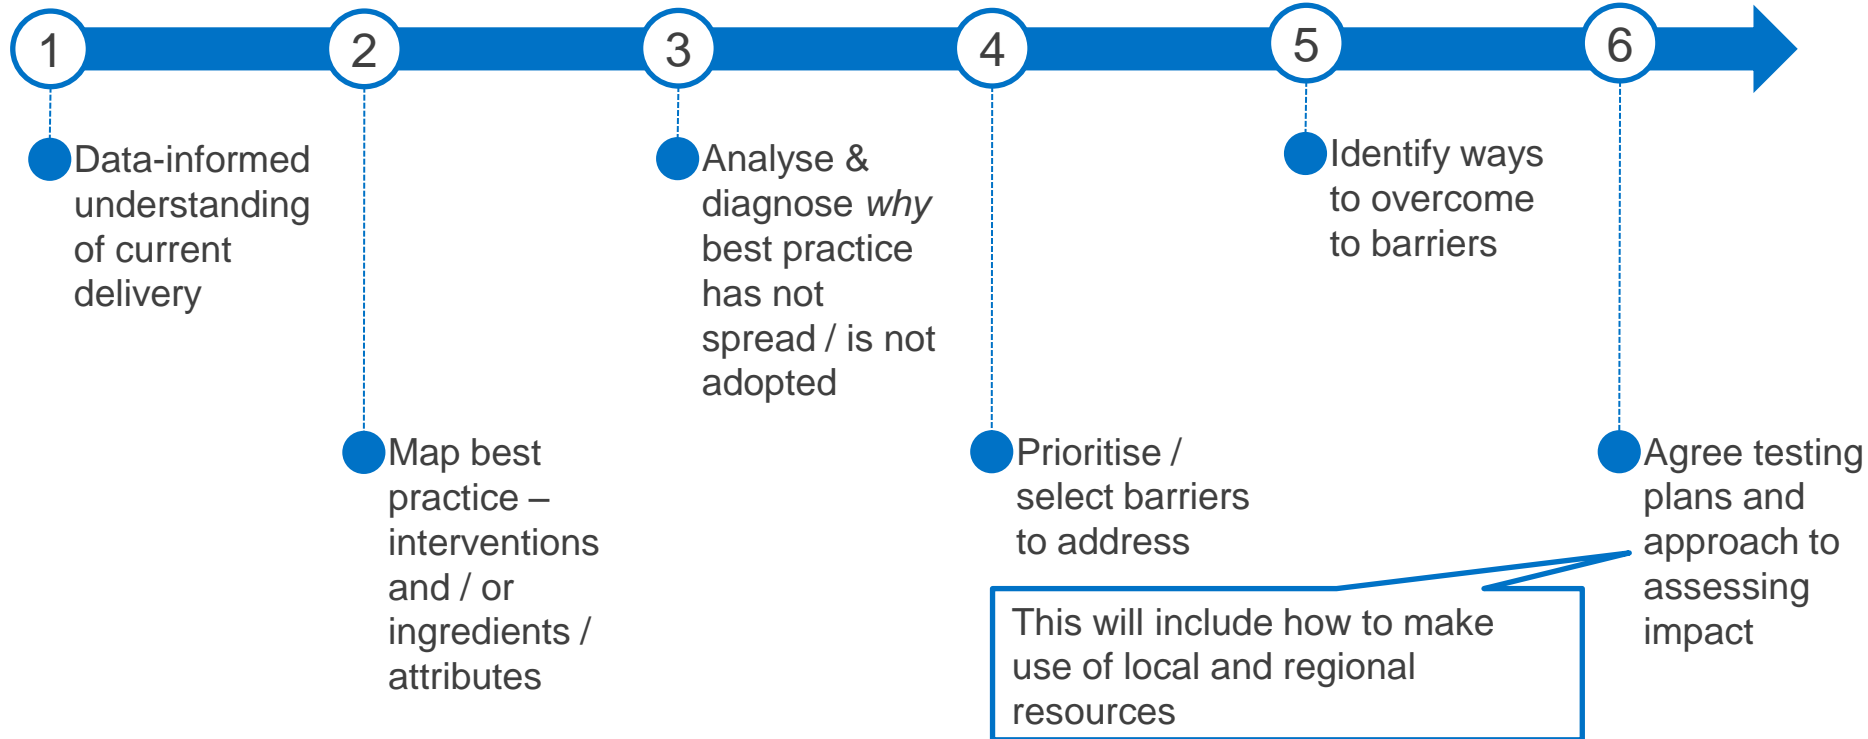 1
2
3
4
5
6
Data-informed
understanding
of current
delivery
Map best
practice –
interventions
and / or
ingredients /
attributes
Analyse &
diagnose why
best practice
has not
spread / is not
adopted
Prioritise /
select barriers
to address
Identify ways
to overcome
to barriers
Agree testing
plans and
approach to
assessing
impact
This will include how to make
use of local and regional
resources